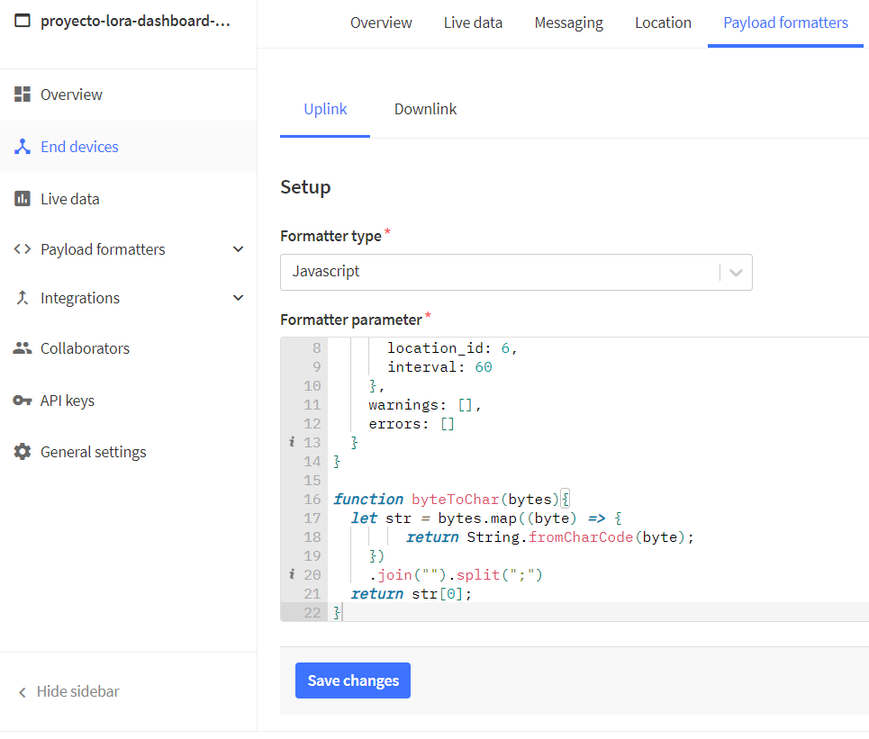 proyecto-lora-dashboard-...
Overview
Live data
Messaging
Location
Payload formatters
Overview
End devices
Live data
Payload formatters
Integrations
Collaborators
API keys
General settings
Hide sidebar
Uplink
Downlink
Setup
Formatter type*
Javascript
Formatter parameter*
8 location_id: 6,
9 interval: 60
10 },
11 warnings: [],
12 errors: []
i 13 }
14 }
15
16 function byteToChar(bytes){
17 let str = bytes.map((byte) => {
18 return String.fromCharCode(byte);
19 })
i 20 .join("").split(";")
21 return str[0];
22 }
Save changes